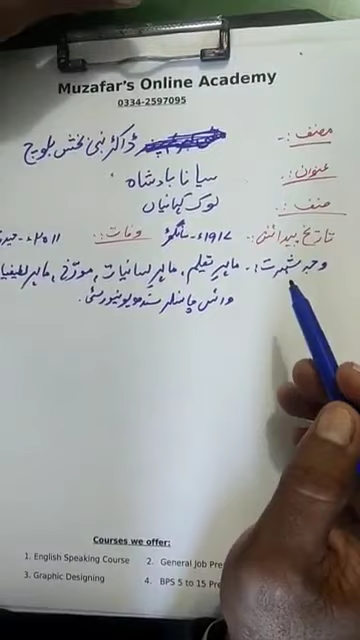 Muzafar's Online Academy
0334-2597095
مصنف :- ڈاکٹر نبی بخش بلوچ
عنوان :- سیانا بادشاہ
صنف :- لوک کہانیاں
تاریخ پیدائش :- ۱۹۱۷ء سانگھڑ وفات :- ۲۰۱۱ء
وجہ شہرت :- ماہر تعلیم، ماہر لسانیات، مورخ، ماہر
وائس چانسلر سندھ یونیورسٹی۔
Courses we offer:
1. English Speaking Course 2. General Job Pre
3. Graphic Designing 4. BPS 5 to 15 Pre